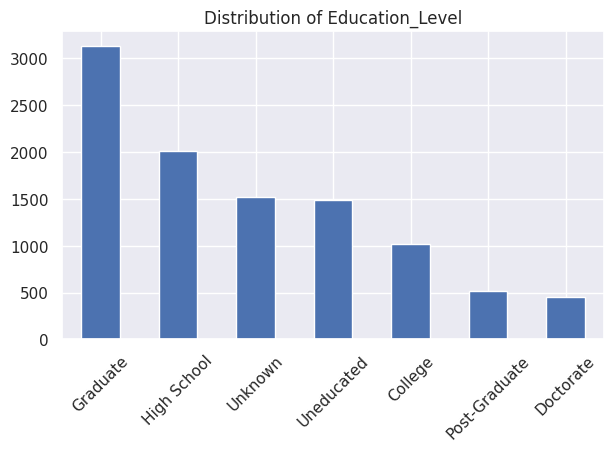 Distribution of Education_Level
3000
2500
2000
1500
1000
500
0
Graduate
High School
Unknown
Uneducated
College
Post-Graduate
Doctorate